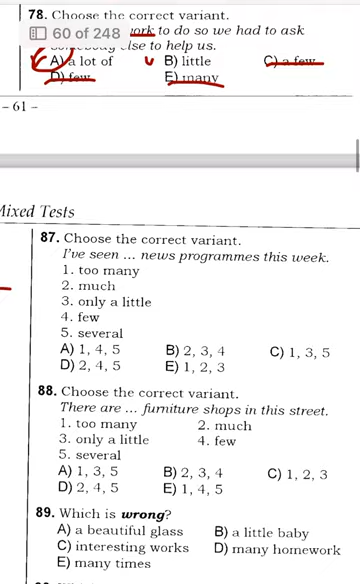 78. Choose the correct variant.
work to do so we had to ask
60 of 248
else to help us.
A) a lot of B) little C) a few
D) few E) many
– 61 –
Mixed Tests
87. Choose the correct variant.
I've seen ... news programmes this week.
1. too many
2. much
3. only a little
4. few
5. several
A) 1, 4, 5 B) 2, 3, 4 C) 1, 3, 5
D) 2, 4, 5 E) 1, 2, 3
88. Choose the correct variant.
There are ... furniture shops in this street.
1. too many 2. much
3. only a little 4. few
5. several
A) 1, 3, 5 B) 2, 3, 4 C) 1, 2, 3
D) 2, 4, 5 E) 1, 4, 5
89. Which is wrong?
A) a beautiful glass B) a little baby
C) interesting works D) many homework
E) many times